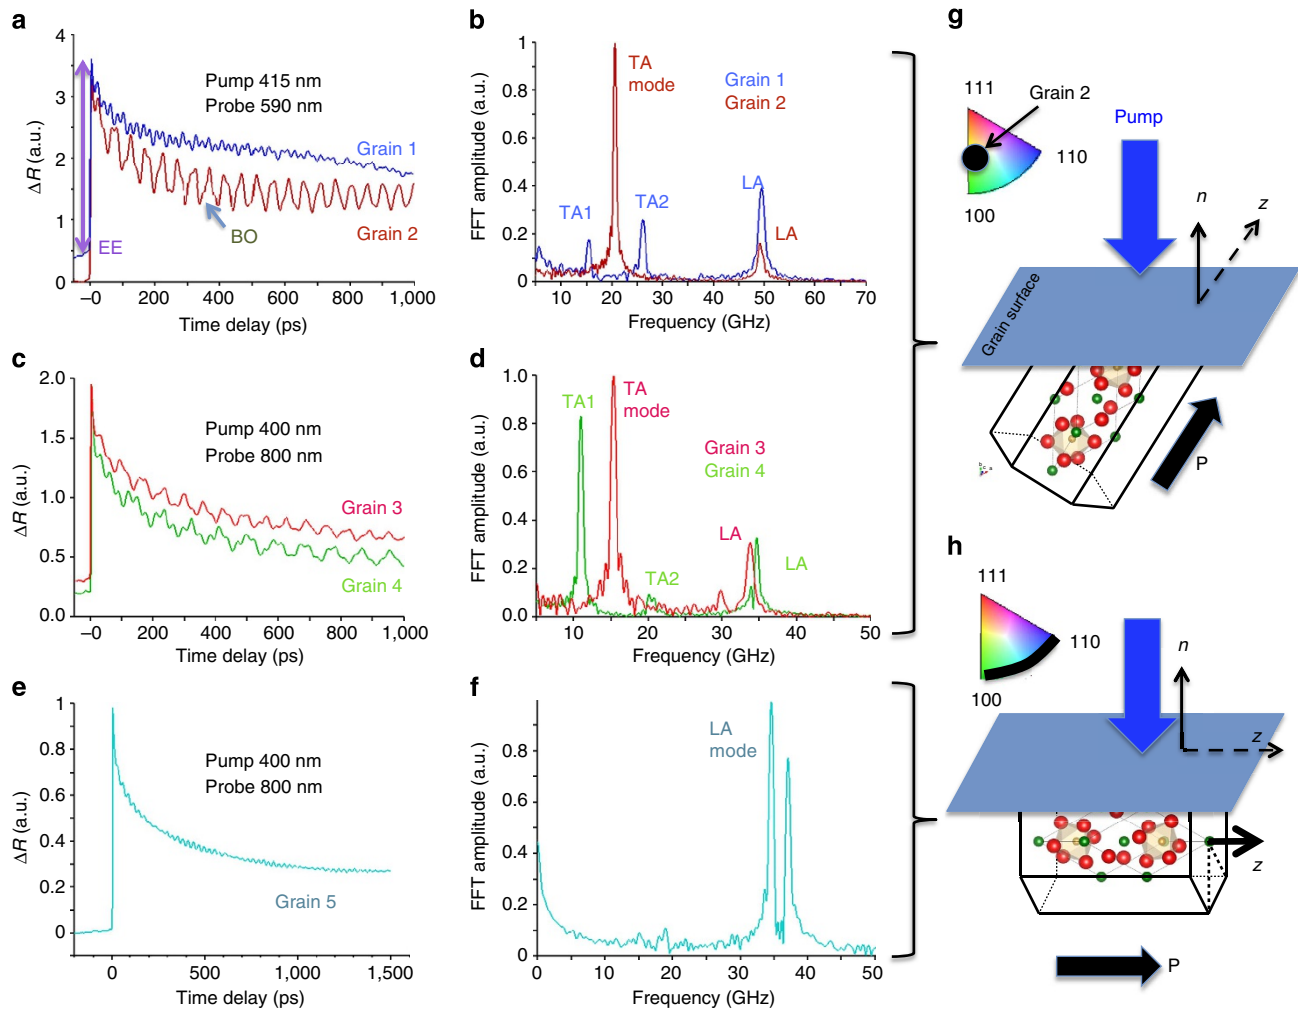 a
4
3
2
1
0
ΔR (a.u.)
Pump 415 nm
Probe 590 nm
Grain 1
Grain 2
EE
BO
–0
200
400
600
800
1,000
Time delay (ps)
b
1
0.8
0.6
0.4
0.2
0
FFT amplitude (a.u.)
TA
mode
Grain 1
Grain 2
TA1
TA2
LA
LA
10
20
30
40
50
60
70
Frequency (GHz)
c
2.0
1.5
1.0
0.5
0.0
ΔR (a.u.)
Pump 400 nm
Probe 800 nm
Grain 3
Grain 4
–0
200
400
600
800
1,000
Time delay (ps)
d
1.0
0.8
0.6
0.4
0.2
0.0
FFT amplitude (a.u.)
TA1
TA
mode
Grain 3
Grain 4
LA
TA2
LA
10
20
30
40
50
Frequency (GHz)
e
1
0.8
0.6
0.4
0.2
0
ΔR (a.u.)
Pump 400 nm
Probe 800 nm
Grain 5
0
500
1,000
1,500
Time delay (ps)
f
0.8
0.6
0.4
0.2
0
FFT amplitude (a.u.)
LA
mode
0
10
20
30
40
50
Frequency (GHz)
g
111
Grain 2
110
100
Pump
n
z
Grain surface
P
h
111
110
100
n
z
z
P